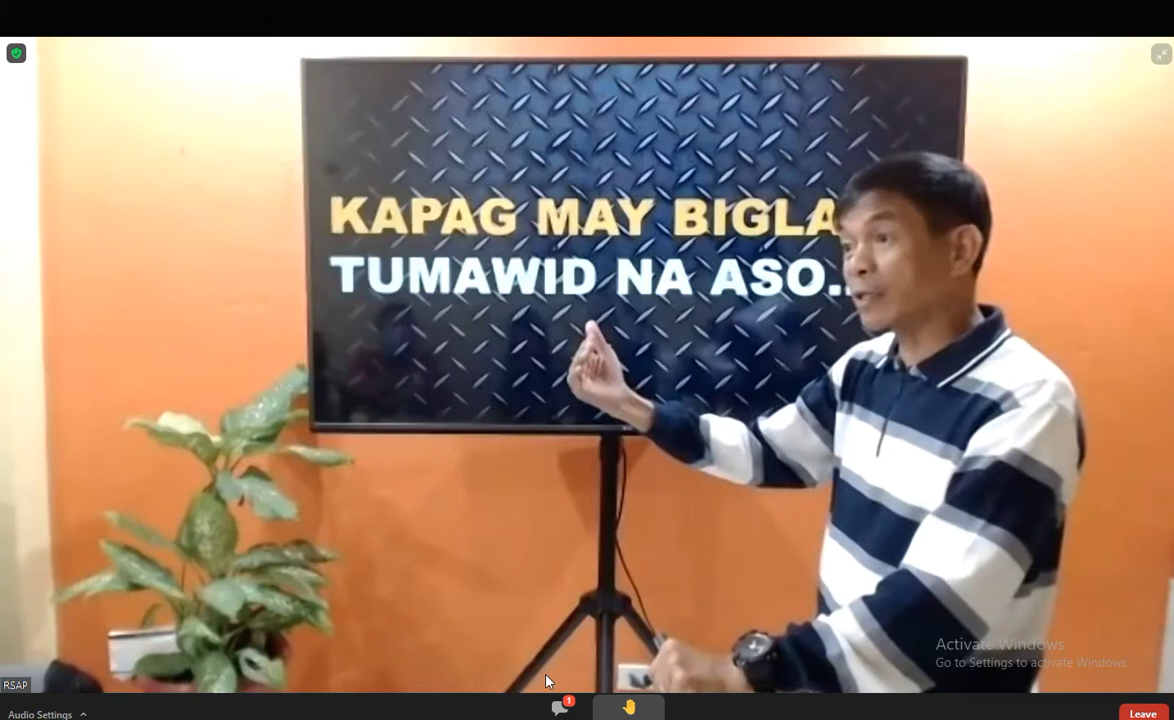 KAPAG MAY BIGLA
TUMAWID NA ASO..
Activate Windows
Go to Settings to activate Windows.
RSAP
1
Audio Settings
Leave